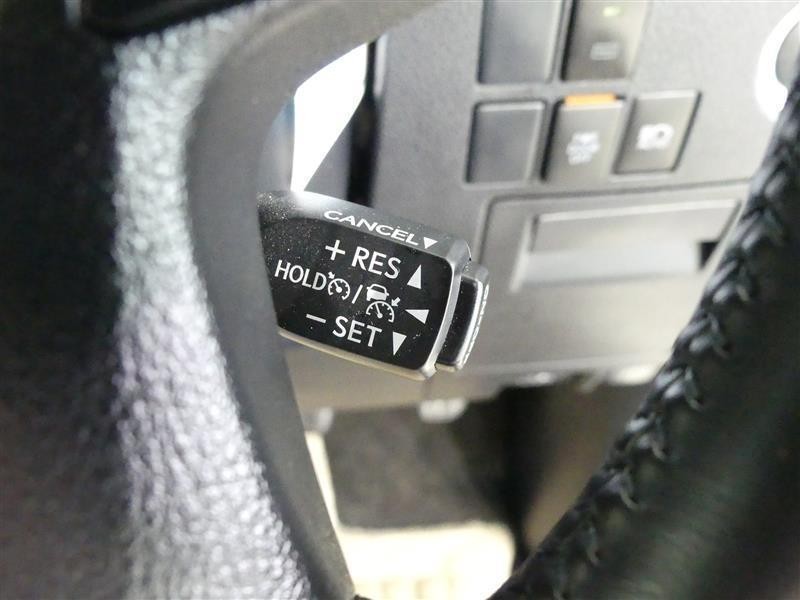 CANCEL▼
+ RES ▲
HOLD / ◀
− SET ▼